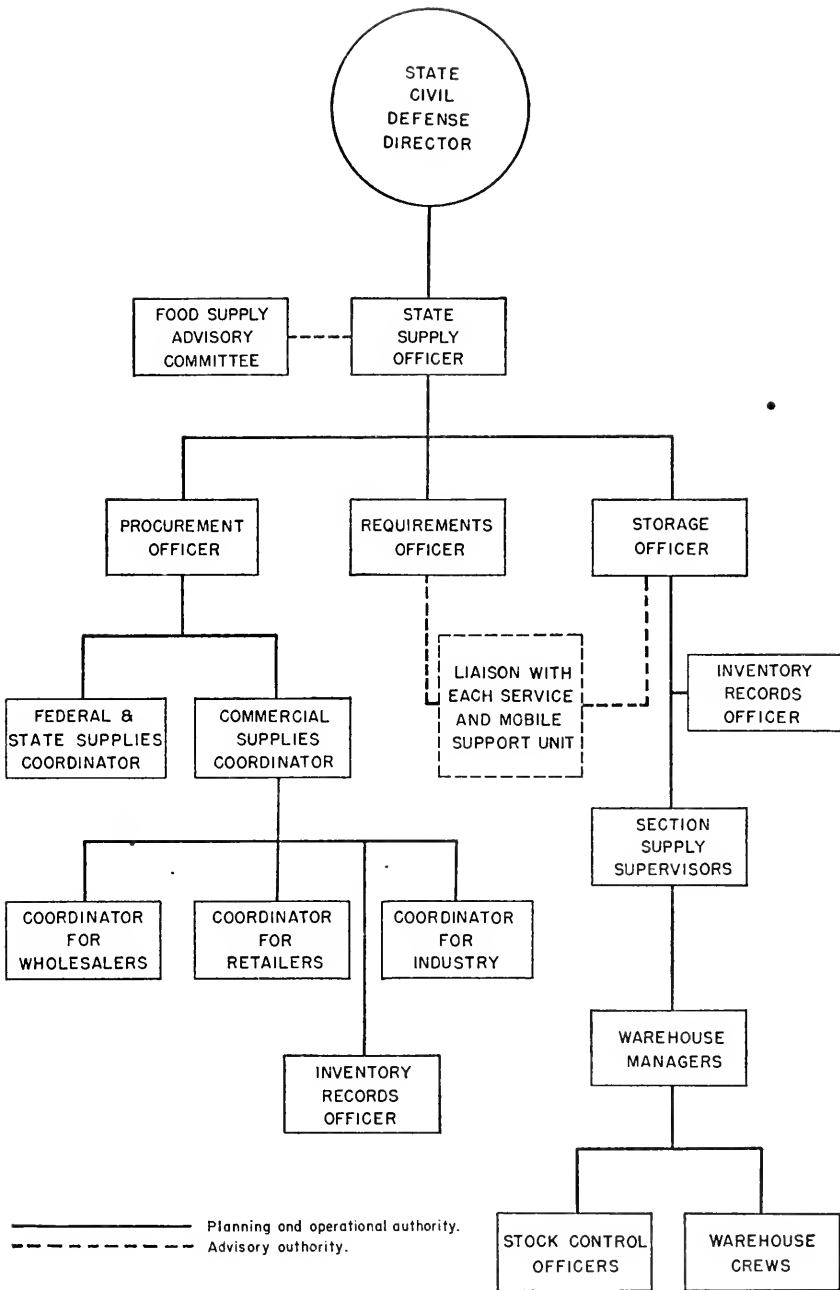 STATE
CIVIL
DEFENSE
DIRECTOR
FOOD SUPPLY
ADVISORY
COMMITTEE
STATE
SUPPLY
OFFICER
PROCUREMENT
OFFICER
REQUIREMENTS
OFFICER
STORAGE
OFFICER
LIAISON WITH
EACH SERVICE
AND MOBILE
SUPPORT UNIT
INVENTORY
RECORDS
OFFICER
FEDERAL &
STATE SUPPLIES
COORDINATOR
COMMERCIAL
SUPPLIES
COORDINATOR
SECTION
SUPPLY
SUPERVISORS
COORDINATOR
FOR
WHOLESALERS
COORDINATOR
FOR
RETAILERS
COORDINATOR
FOR
INDUSTRY
WAREHOUSE
MANAGERS
INVENTORY
RECORDS
OFFICER
STOCK CONTROL
OFFICERS
WAREHOUSE
CREWS
Planning and operational authority.
Advisory authority.